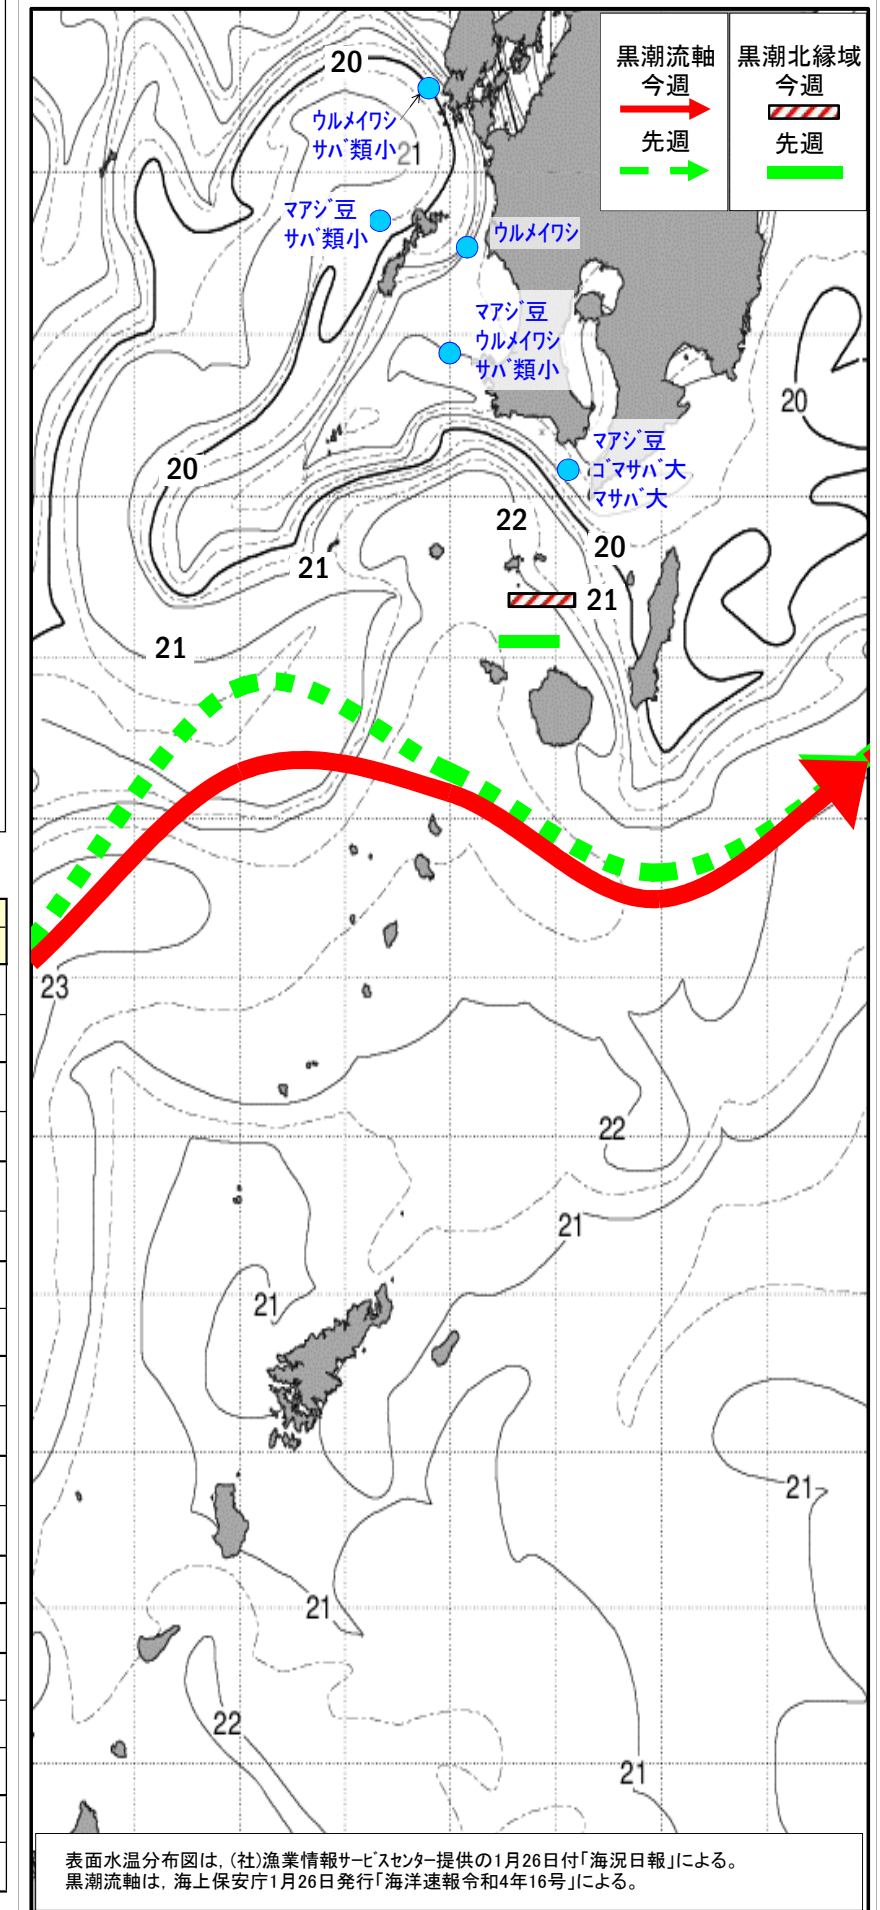 黒潮流軸
今週
先週
黒潮北縁域
今週
先週
20
ウルメイワシ
サバ類小
21
マアジ豆
サバ類小
ウルメイワシ
マアジ豆
ウルメイワシ
サバ類小
20
マアジ豆
ゴマサバ大
マサバ大
20
22
20
21
21
21
23
22
21
21
21
21
22
21
表面水温分布図は，(社)漁業情報サービスセンター提供の1月26日付「海況日報」による。
黒潮流軸は，海上保安庁1月26日発行「海洋速報令和4年16号」による。